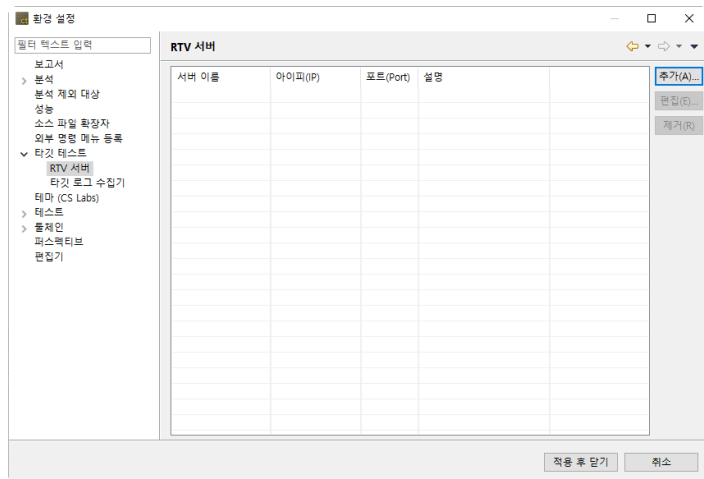 환경 설정
필터 텍스트 입력
보고서
분석
분석 제외 대상
성능
소스 파일 확장자
외부 명령 메뉴 등록
타깃 테스트
RTV 서버
타깃 로그 수집기
테마 (CS Labs)
테스트
툴체인
퍼스펙티브
편집기
RTV 서버
서버 이름 아이피(IP) 포트(Port) 설명
추가(A)...
편집(E)...
제거(R)
적용 후 닫기 취소